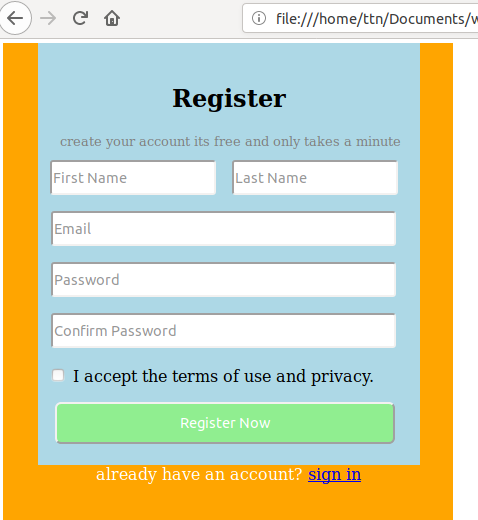 file:///home/ttn/Documents/w
Register
create your account its free and only takes a minute
First Name Last Name
Email
Password
Confirm Password
I accept the terms of use and privacy.
Register Now
already have an account? sign in